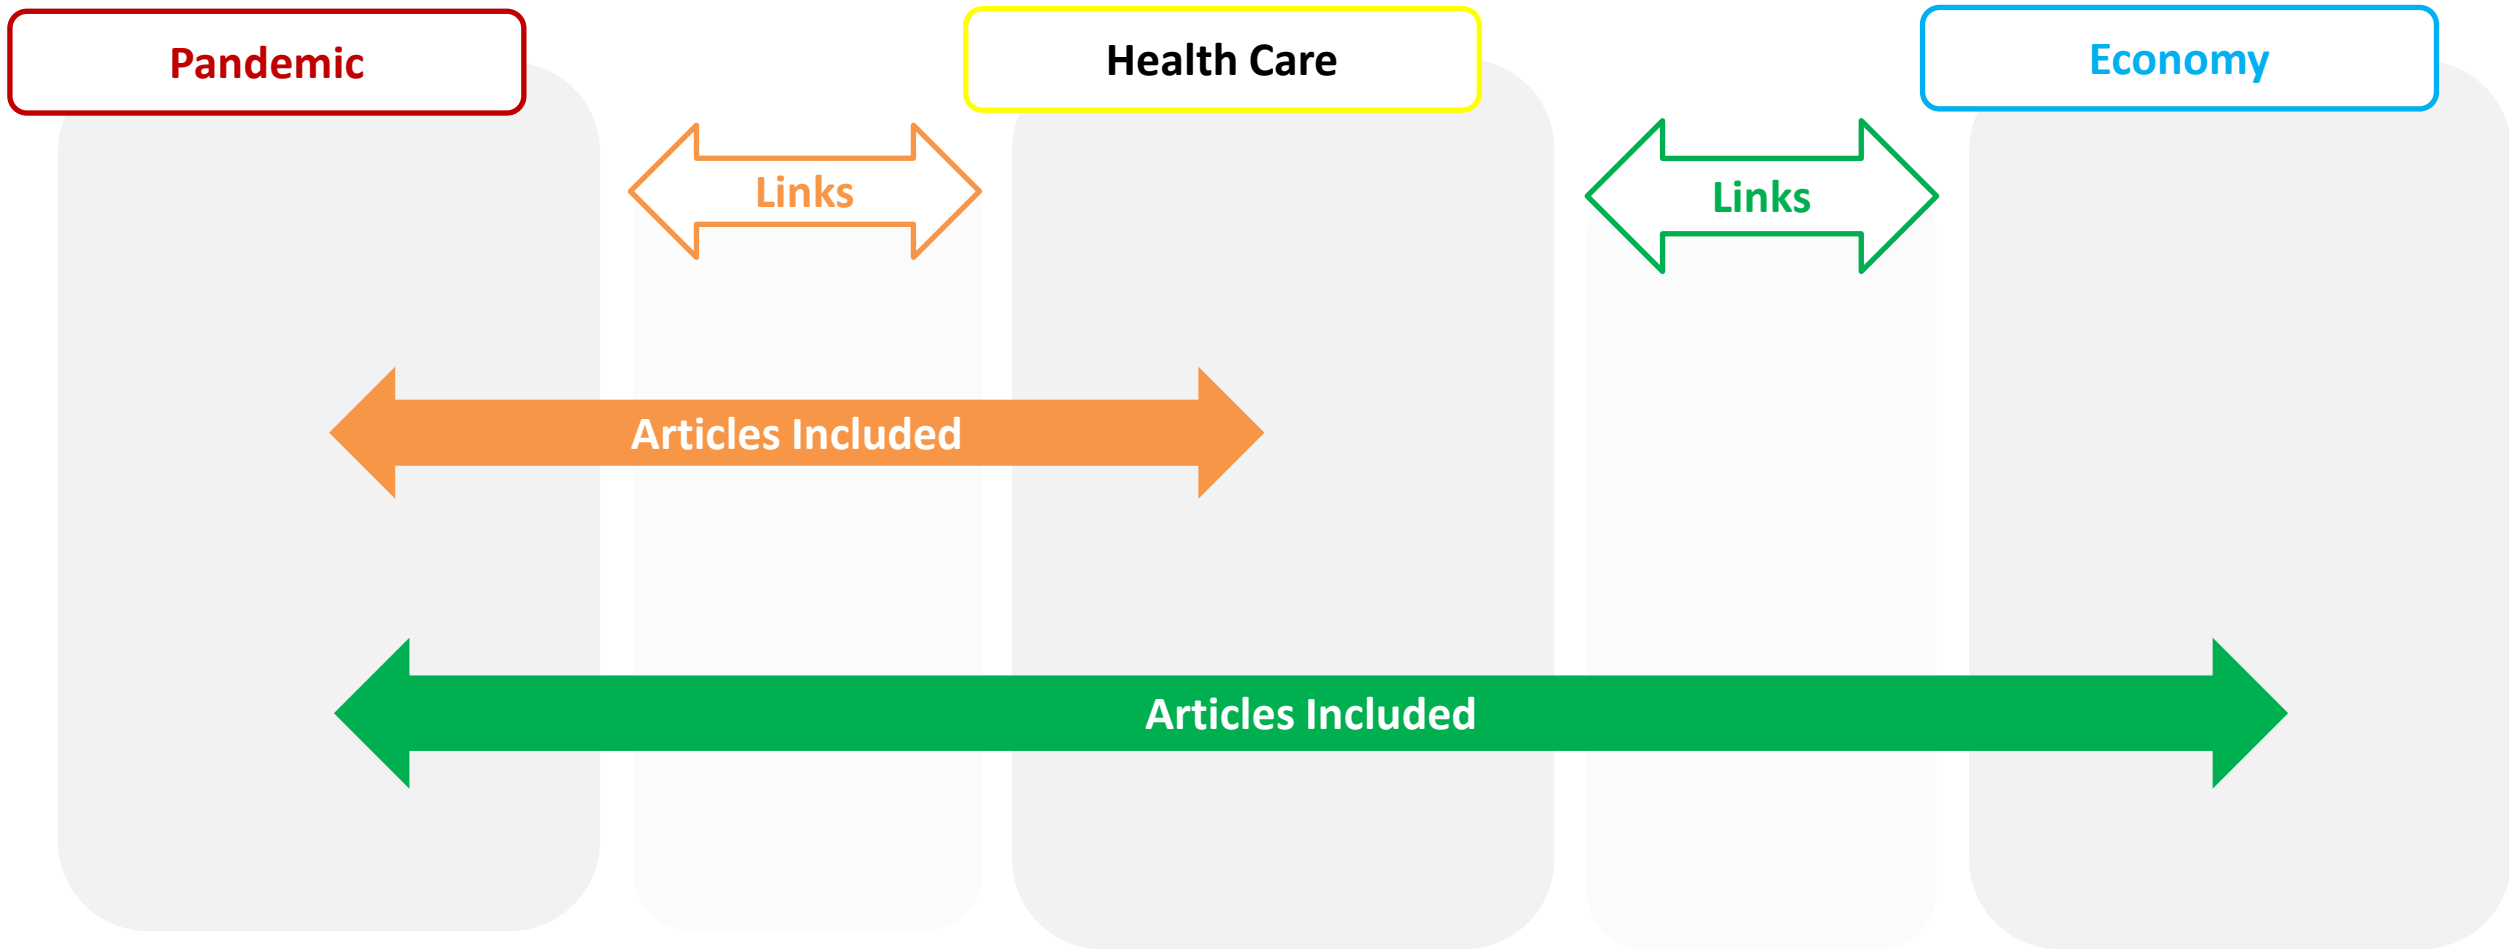 Pandemic
Health Care
Economy
Links
Links
Articles Included
Articles Included